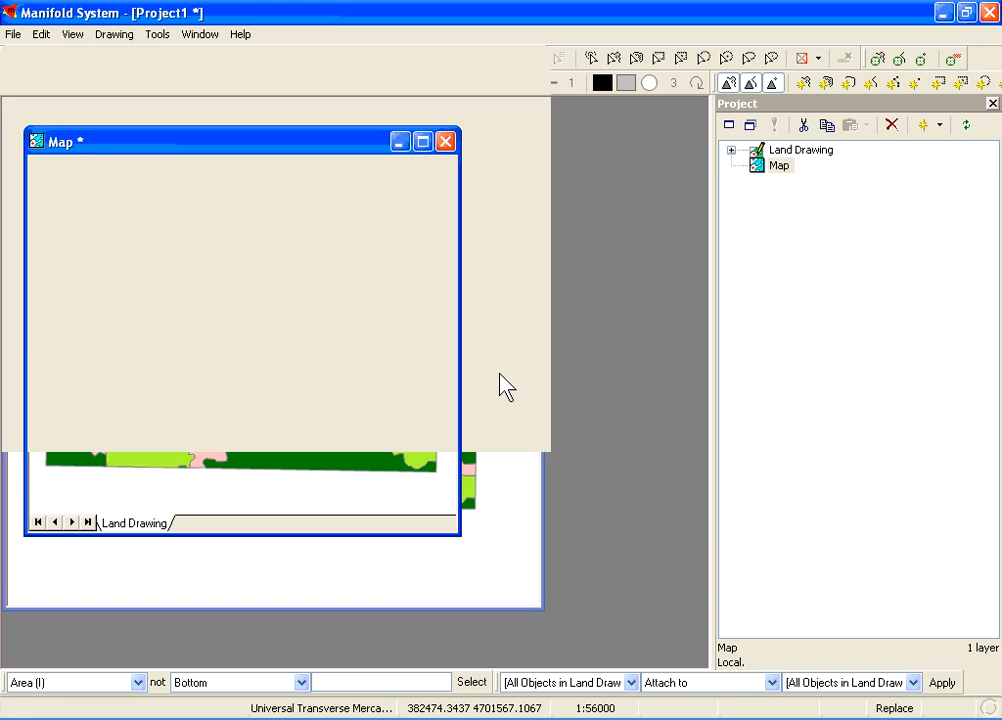 Manifold System - [Project1 *]
File Edit View Drawing Tools Window Help
1 3
Project
Map *
Land Drawing
Map
Land Drawing
Map 1 layer
Local.
Area (I) not Bottom Select [All Objects in Land Draw Attach to [All Objects in Land Draw Apply
Universal Transverse Merca... 382474.3437 4701567.1067 1:56000 Replace